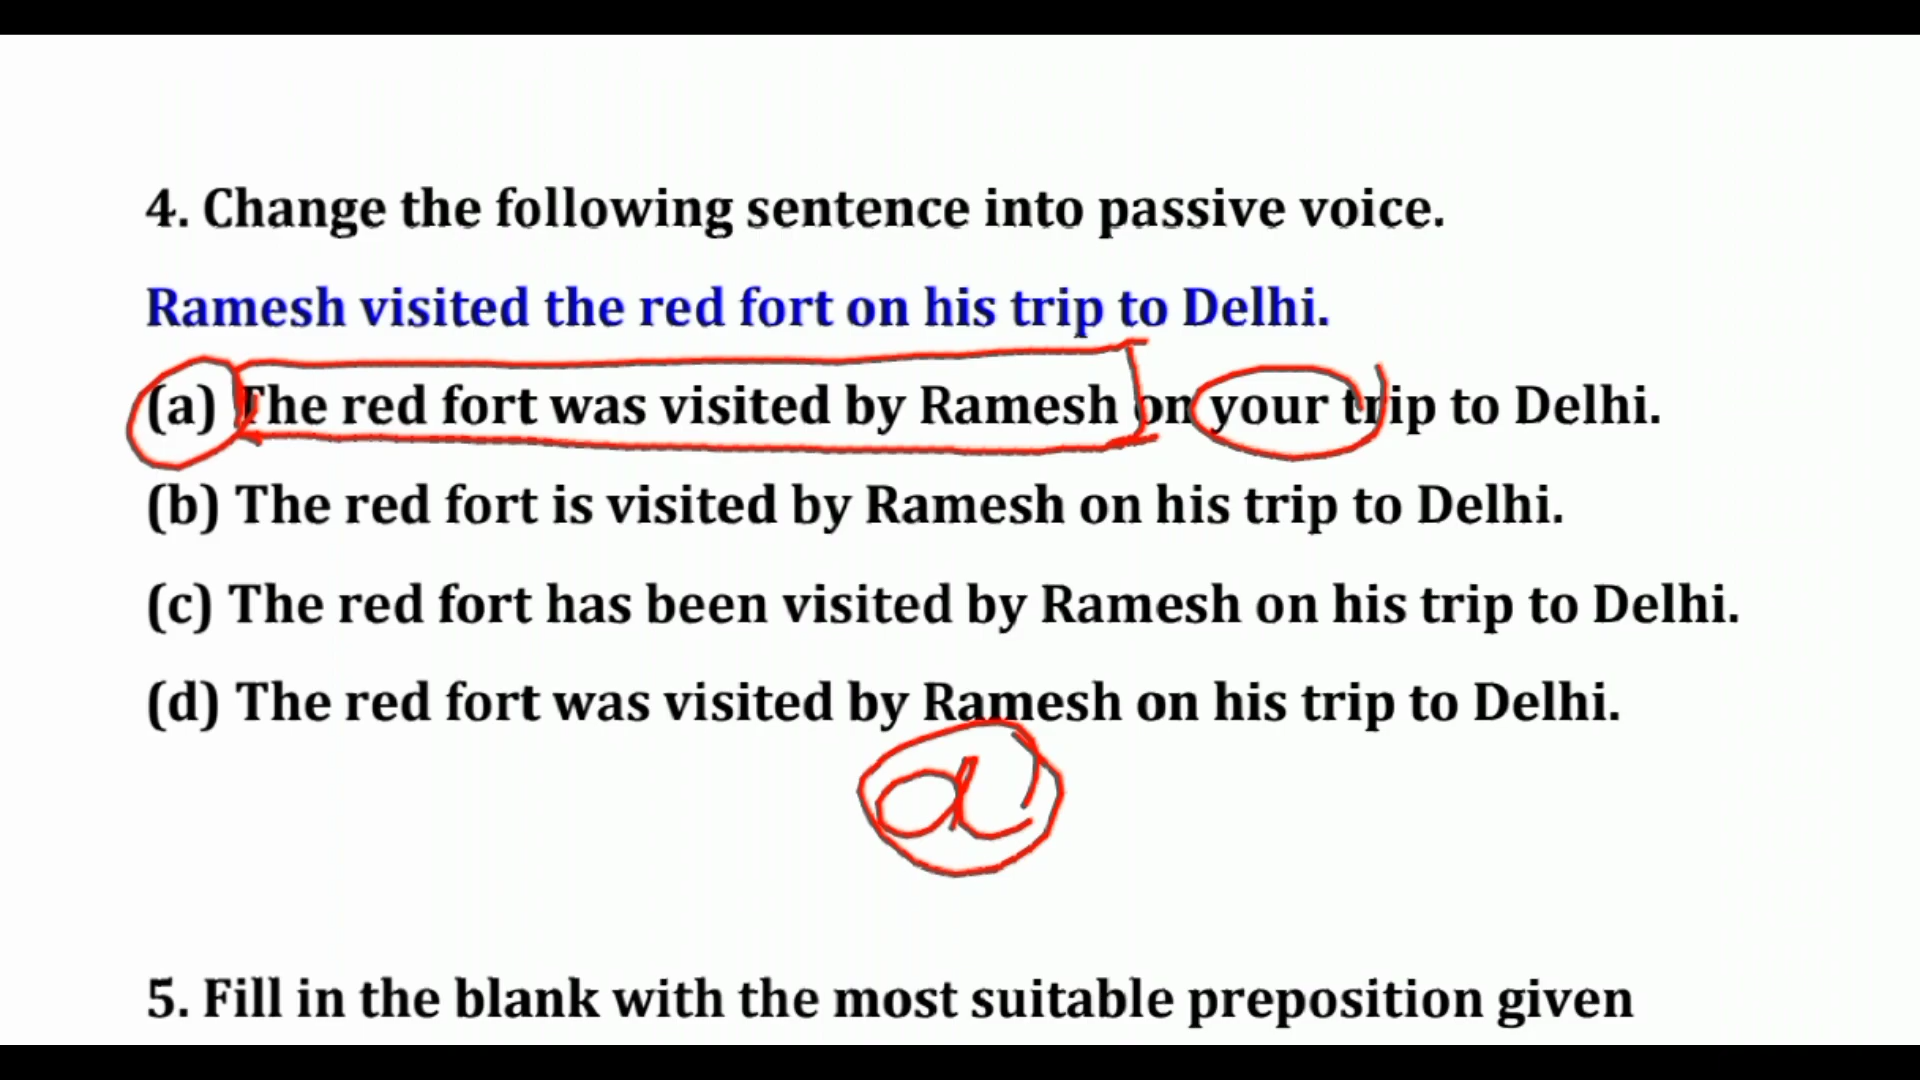 4. Change the following sentence into passive voice.
Ramesh visited the red fort on his trip to Delhi.
(a) The red fort was visited by Ramesh on your trip to Delhi.
(b) The red fort is visited by Ramesh on his trip to Delhi.
(c) The red fort has been visited by Ramesh on his trip to Delhi.
(d) The red fort was visited by Ramesh on his trip to Delhi.
a
5. Fill in the blank with the most suitable preposition given